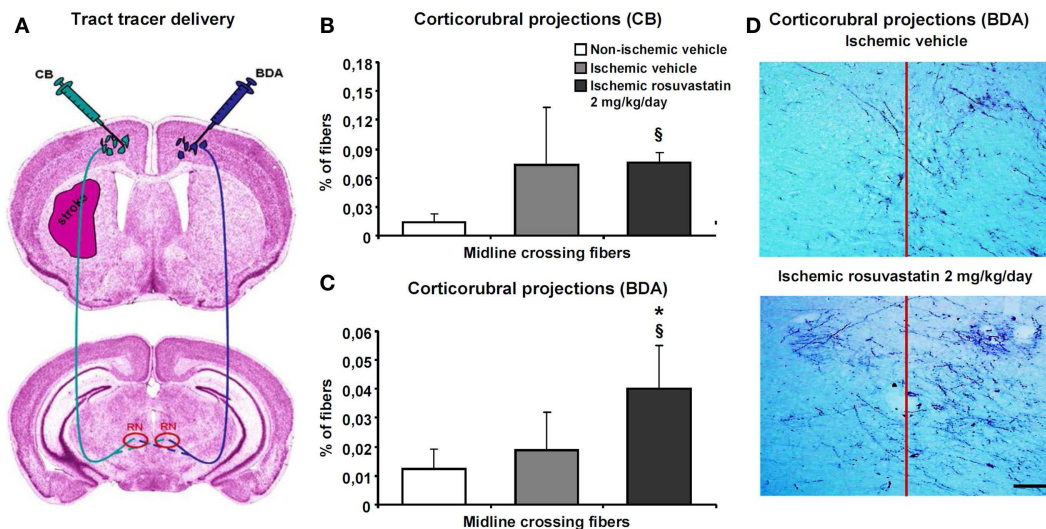 A
Tract tracer delivery
CB
BDA
stroke
RN
RN
B
Corticorubral projections (CB)
Non-ischemic vehicle
Ischemic vehicle
Ischemic rosuvastatin
2 mg/kg/day
% of fibers
0,18
0,15
0,12
0,09
0,06
0,03
0
§
Midline crossing fibers
C
Corticorubral projections (BDA)
% of fibers
0,06
0,05
0,04
0,03
0,02
0,01
0
*
§
Midline crossing fibers
D
Corticorubral projections (BDA)
Ischemic vehicle
Ischemic rosuvastatin 2 mg/kg/day